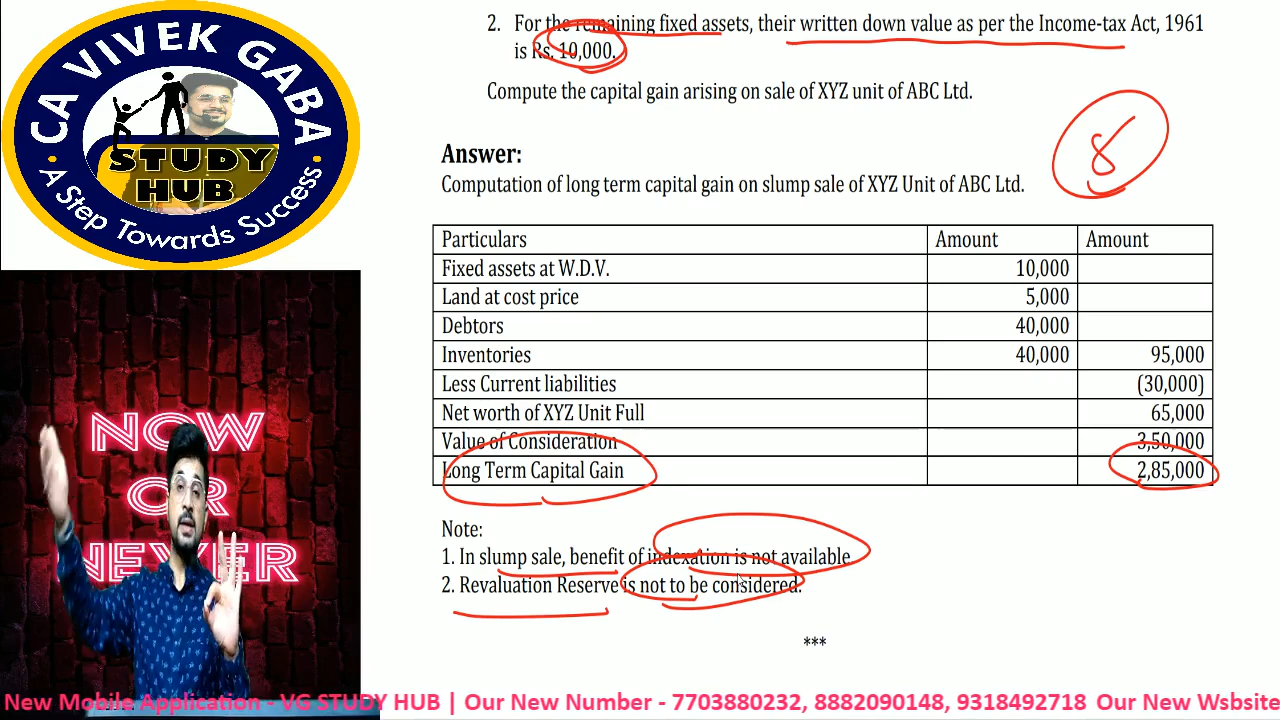 2. For the remaining fixed assets, their written down value as per the Income-tax Act, 1961
is Rs. 10,000.
Compute the capital gain arising on sale of XYZ unit of ABC Ltd.
8
Answer:
Computation of long term capital gain on slump sale of XYZ Unit of ABC Ltd.
Particulars Amount Amount
Fixed assets at W.D.V. 10,000
Land at cost price 5,000
Debtors 40,000
Inventories 40,000 95,000
Less Current liabilities (30,000)
Net worth of XYZ Unit Full 65,000
Value of Consideration 3,50,000
Long Term Capital Gain 2,85,000
Note:
1. In slump sale, benefit of indexation is not available.
2. Revaluation Reserve is not to be considered.
***
CA VIVEK GABA
STUDY
HUB
A Step Towards Success
NOW
OR
NEVER
New Mobile Application - VG STUDY HUB | Our New Number - 7703880232, 8882090148, 9318492718 Our New Wsbsite